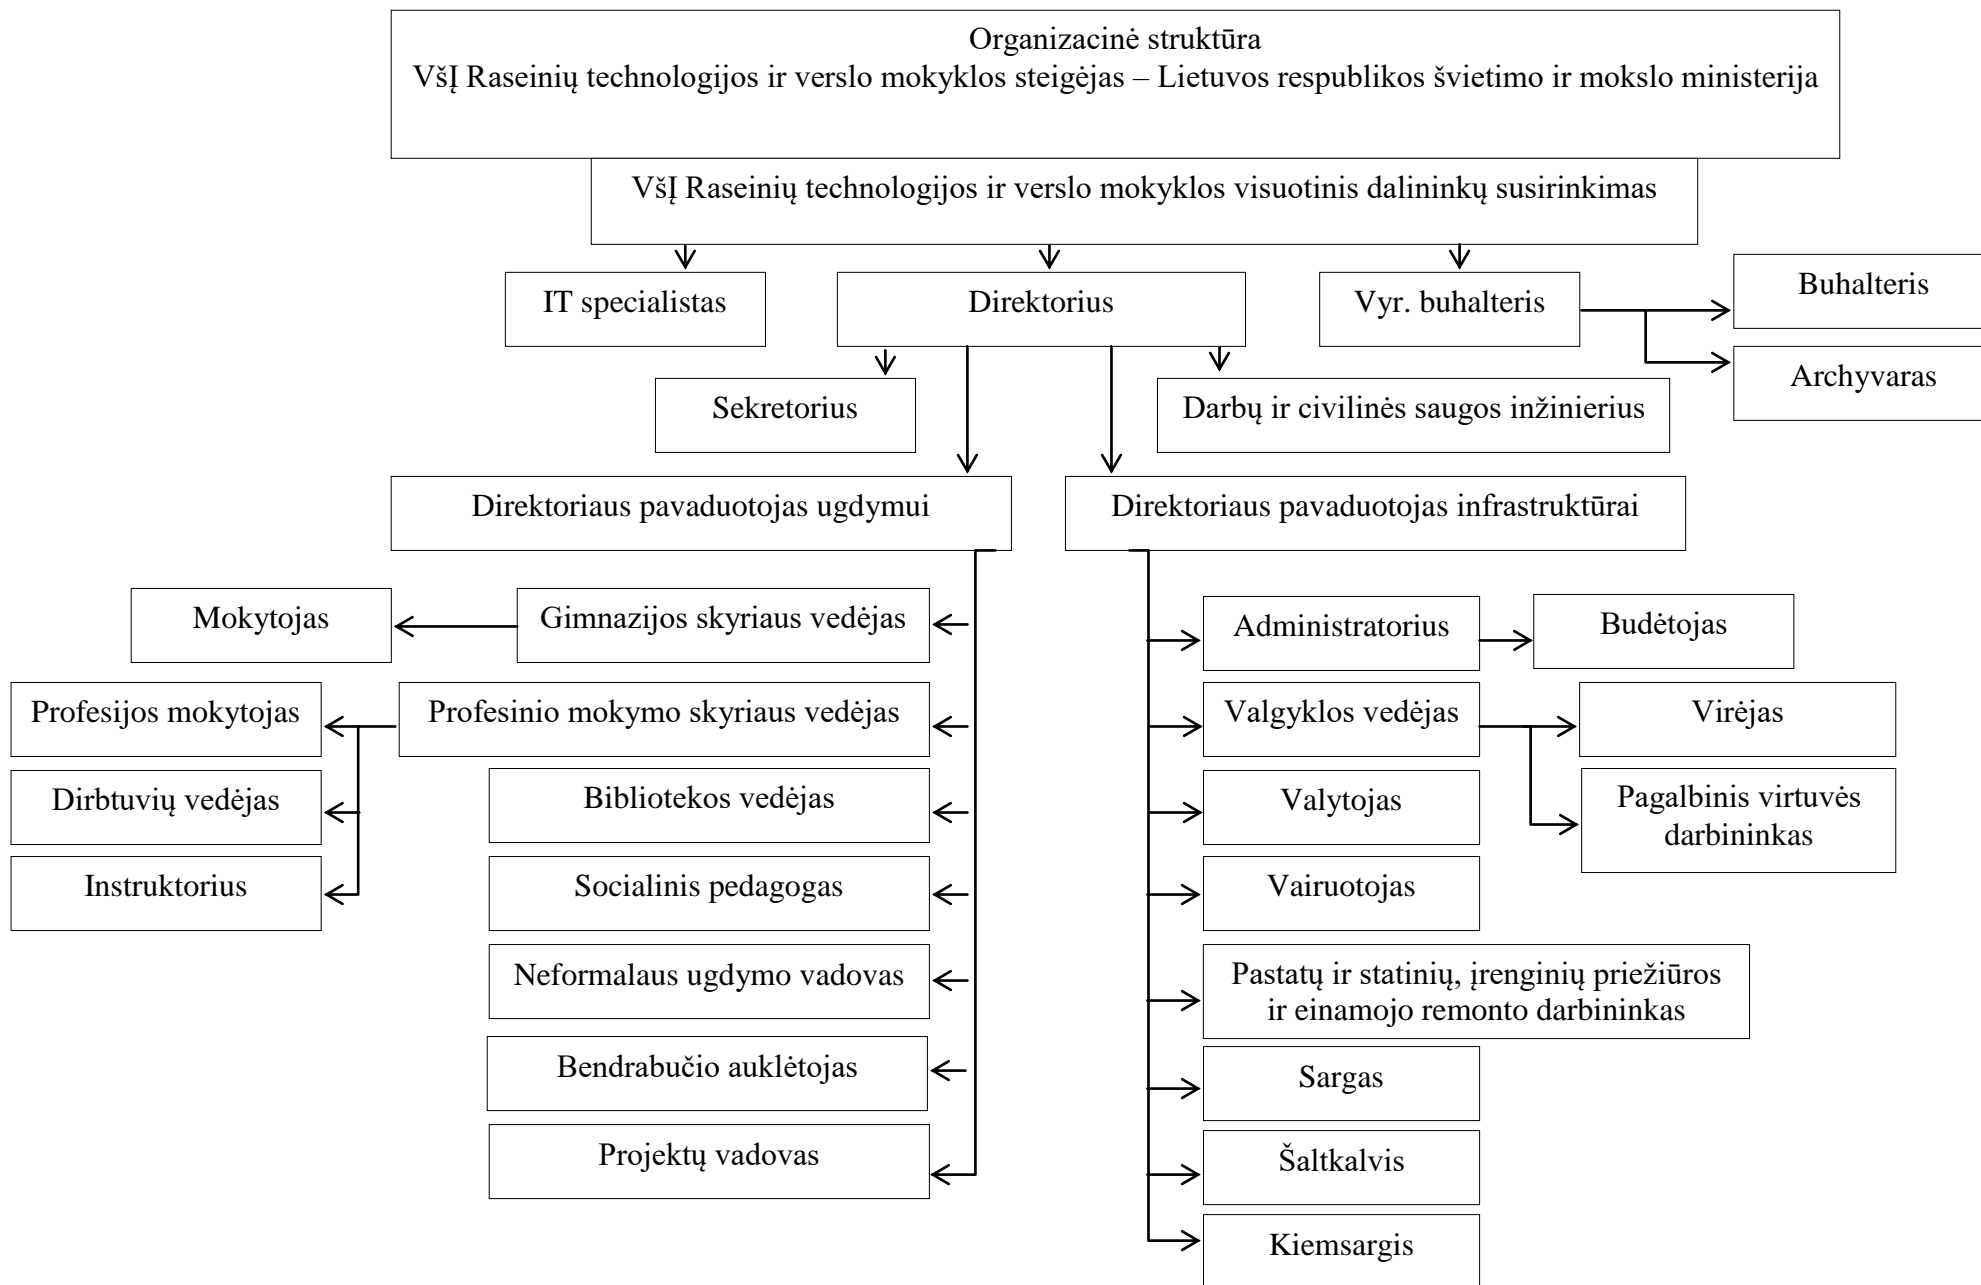 Organizacinė struktūra
VšĮ Raseinių technologijos ir verslo mokyklos steigėjas – Lietuvos respublikos švietimo ir mokslo ministerija
VšĮ Raseinių technologijos ir verslo mokyklos visuotinis dalininkų susirinkimas
IT specialistas
Direktorius
Vyr. buhalteris
Buhalteris
Archyvaras
Sekretorius
Darbų ir civilinės saugos inžinierius
Direktoriaus pavaduotojas ugdymui
Direktoriaus pavaduotojas infrastruktūrai
Mokytojas
Gimnazijos skyriaus vedėjas
Administratorius
Budėtojas
Profesijos mokytojas
Profesinio mokymo skyriaus vedėjas
Valgyklos vedėjas
Virėjas
Dirbtuvių vedėjas
Bibliotekos vedėjas
Valytojas
Pagalbinis virtuvės
darbininkas
Instruktorius
Socialinis pedagogas
Vairuotojas
Neformalaus ugdymo vadovas
Pastatų ir statinių, įrenginių priežiūros
ir einamojo remonto darbininkas
Bendrabučio auklėtojas
Sargas
Projektų vadovas
Šaltkalvis
Kiemsargis